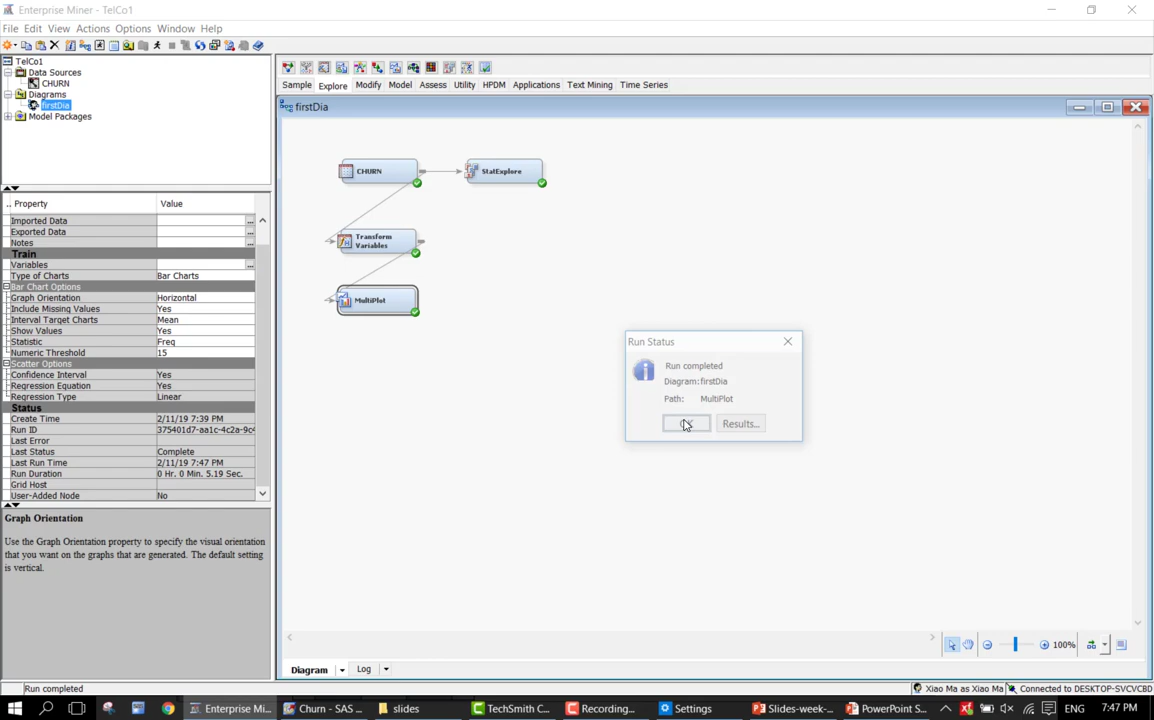 Enterprise Miner - TelCo1
File Edit View Actions Options Window Help
TelCo1
Data Sources
CHURN
Diagrams
firstDia
Model Packages
Sample Explore Modify Model Assess Utility HPDM Applications Text Mining Time Series
firstDia
CHURN
StatExplore
Transform
Variables
MultiPlot
.. Property Value
Imported Data ...
Exported Data ...
Notes ...
Train
Variables ...
Type of Charts Bar Charts
Bar Chart Options
Graph Orientation Horizontal
Include Missing Values Yes
Interval Target Charts Mean
Show Values Yes
Statistic Freq
Numeric Threshold 15
Scatter Options
Confidence Interval Yes
Regression Equation Yes
Regression Type Linear
Status
Create Time 2/11/19 7:39 PM
Run ID 375401d7-aa1c-4c2a-9c4
Last Error
Last Status Complete
Last Run Time 2/11/19 7:47 PM
Run Duration 0 Hr. 0 Min. 5.19 Sec.
Grid Host
User-Added Node No
Graph Orientation
Use the Graph Orientation property to specify the visual orientation
that you want on the graphs that are generated. The default setting
is vertical.
Run Status
Run completed
Diagram: firstDia
Path: MultiPlot
Results...
100%
Diagram Log
Run completed
Xiao Ma as Xiao Ma Connected to DESKTOP-SVCVCBD
Enterprise Mi...
Churn - SAS ...
slides
TechSmith C...
Recording...
Settings
Slides-week-...
PowerPoint S...
ENG
7:47 PM